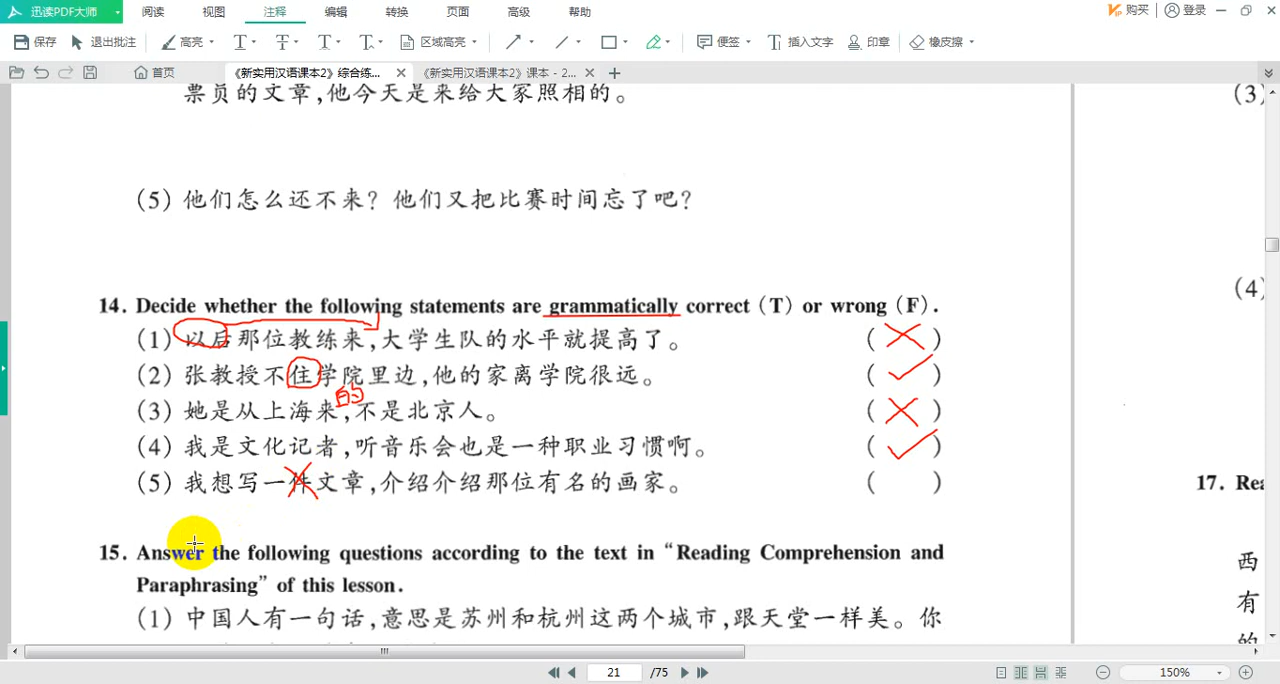 迅读PDF大师 阅读 视图 注释 编辑 转换 页面 高级 帮助 购买 登录
保存 退出批注 高亮 区域高亮 便签 插入文字 印章 橡皮擦
首页 《新实用汉语课本2》综合练... 《新实用汉语课本2》课本 - 2...
票员的文章,他今天是来给大家照相的。
(5) 他们怎么还不来? 他们又把比赛时间忘了吧?
14. Decide whether the following statements are grammatically correct (T) or wrong (F).
(1) 以后那位教练来,大学生队的水平就提高了。 ( )
(2) 张教授不住学院里边,他的家离学院很远。 ( )
的
(3) 她是从上海来,不是北京人。 ( )
(4) 我是文化记者,听音乐会也是一种职业习惯啊。 ( )
(5) 我想写一件文章,介绍介绍那位有名的画家。 ( )
15. Answer the following questions according to the text in “Reading Comprehension and
Paraphrasing” of this lesson.
(1) 中国人有一句话,意思是苏州和杭州这两个城市,跟天堂一样美。你
(3)
(4)
17. Rea
西
有
21 /75 150%